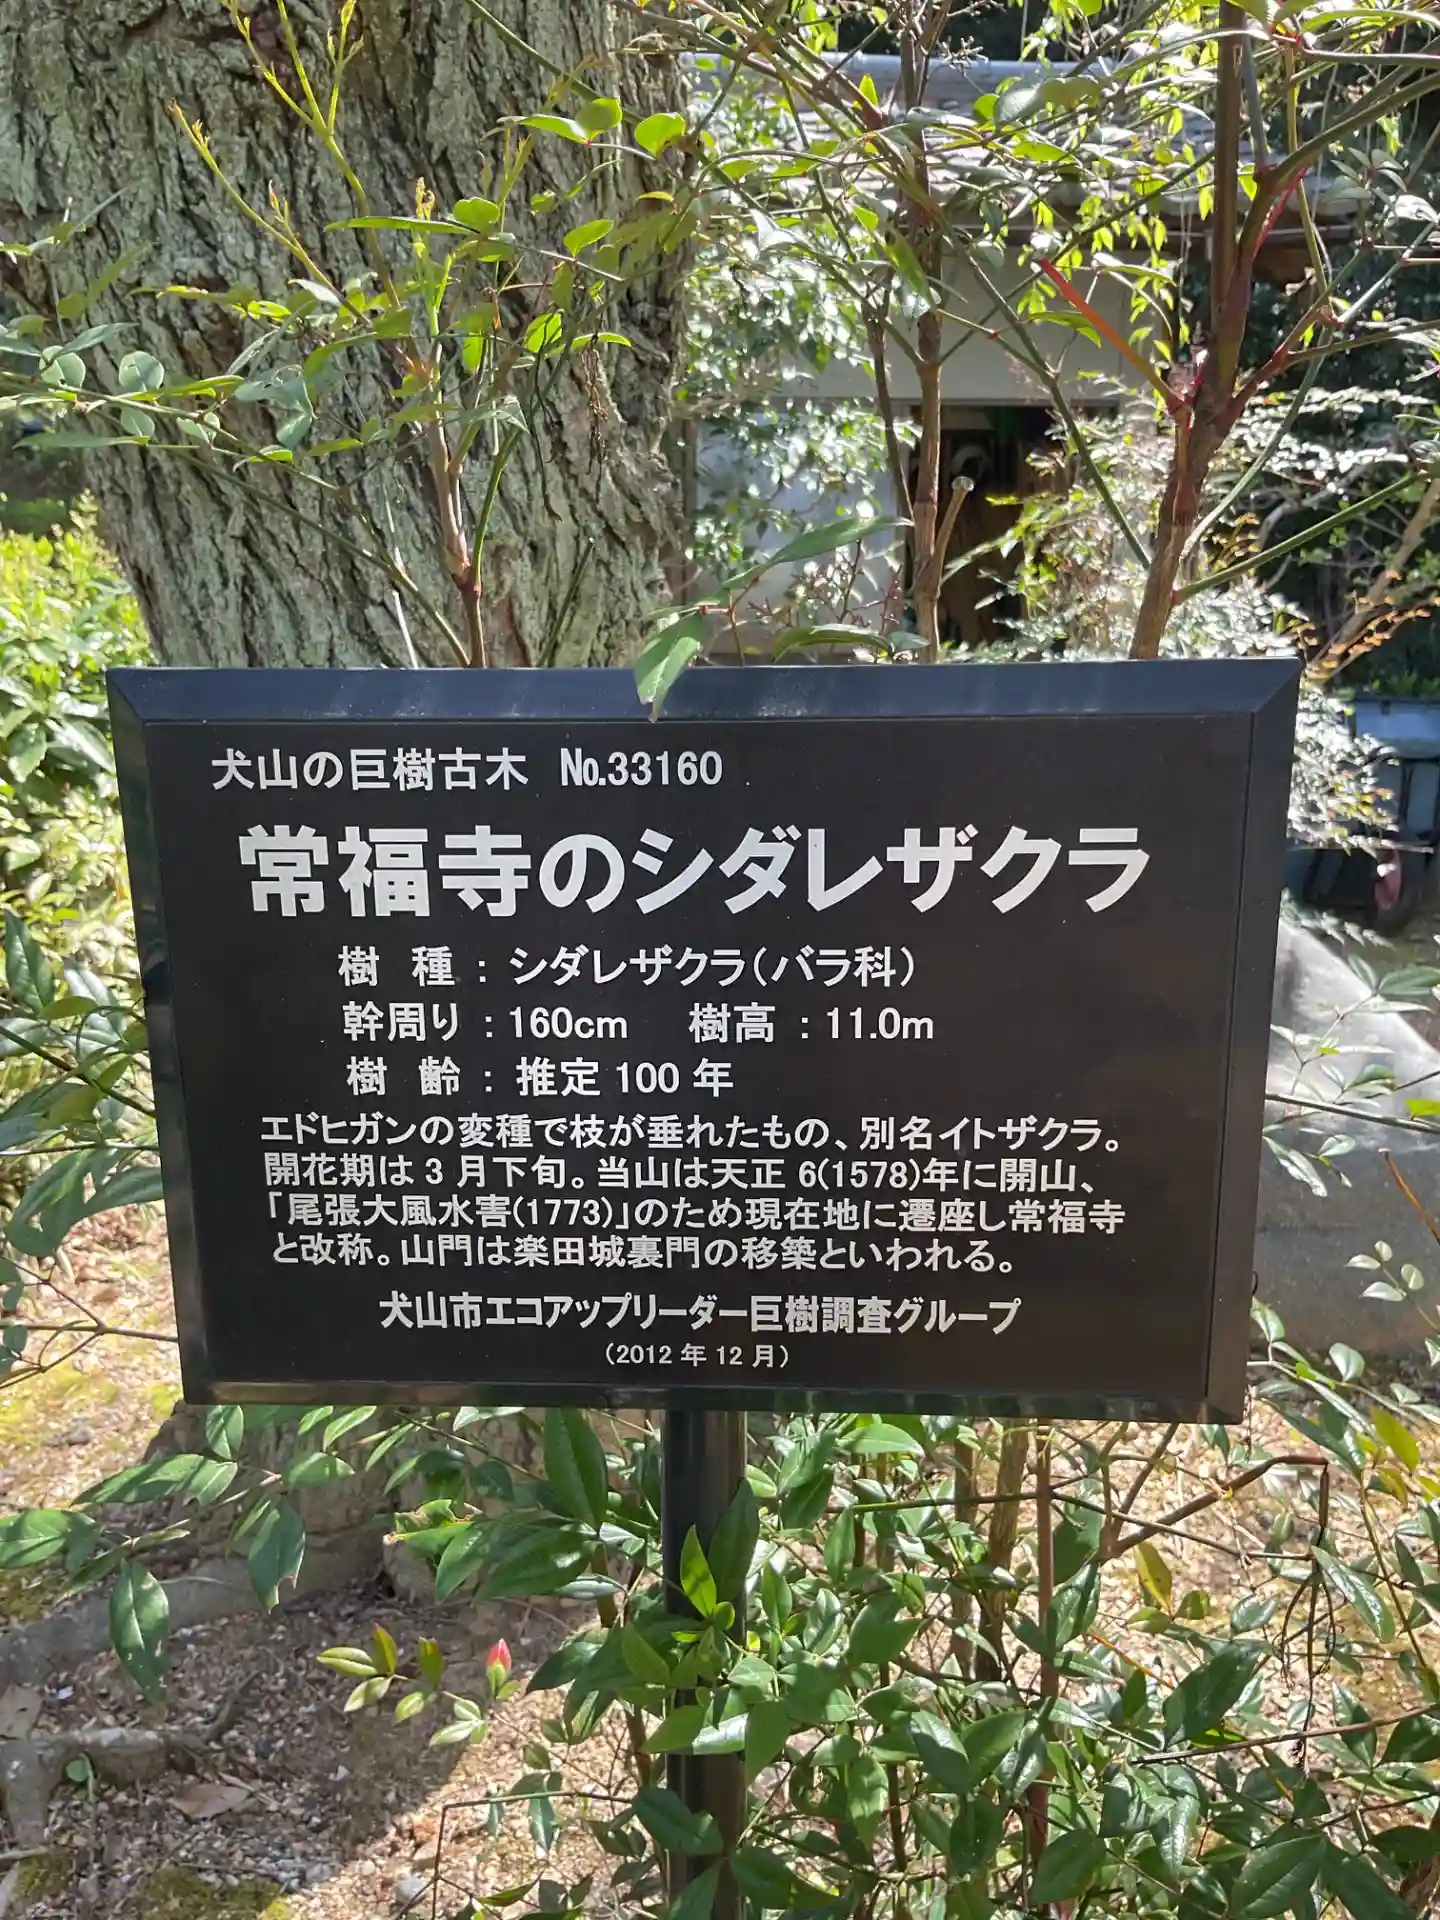 犬山の巨樹古木 No.33160
常福寺のシダレザクラ
樹 種 : シダレザクラ(バラ科)
幹周り : 160cm 樹高 : 11.0m
樹 齢 : 推定 100 年
エドヒガンの変種で枝が垂れたもの、別名イトザクラ。
開花期は 3 月下旬。当山は天正 6(1578)年に開山、
「尾張大風水害(1773)」のため現在地に遷座し常福寺
と改称。山門は楽田城裏門の移築といわれる。
犬山市エコアップリーダー巨樹調査グループ
(2012 年 12 月)